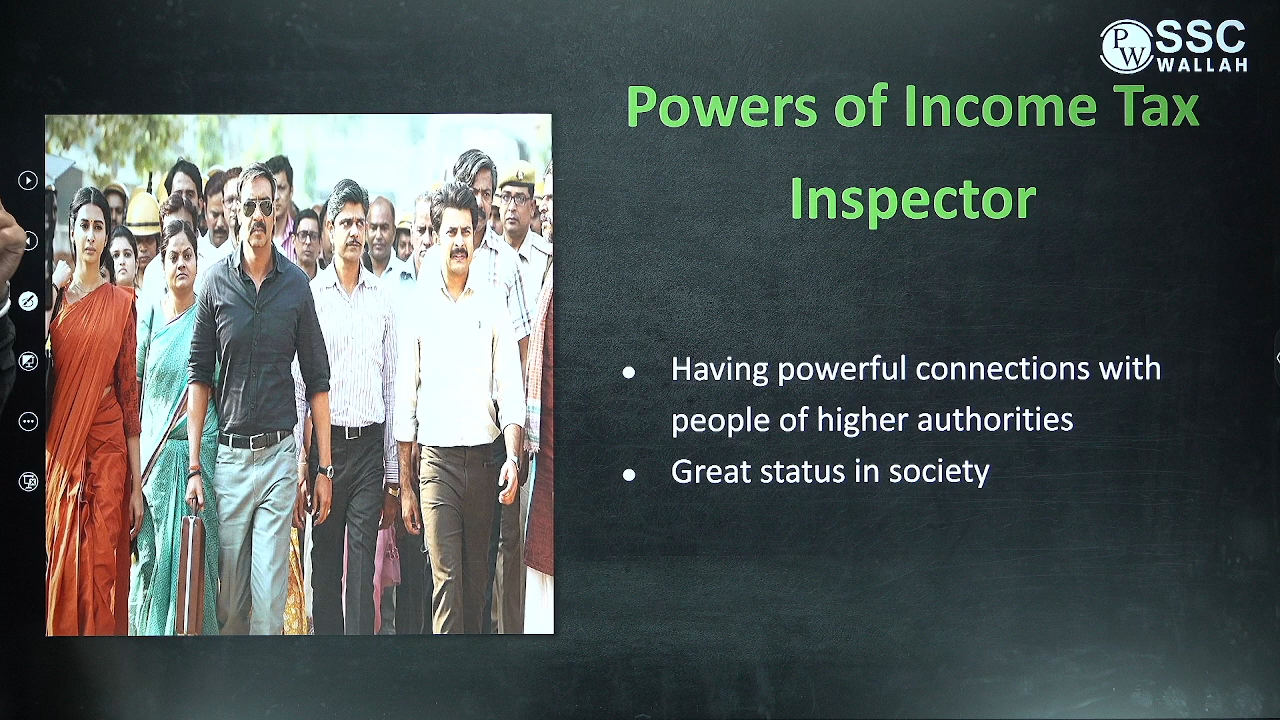 PW SSC
WALLAH
Powers of Income Tax
Inspector
● Having powerful connections with
people of higher authorities
● Great status in society